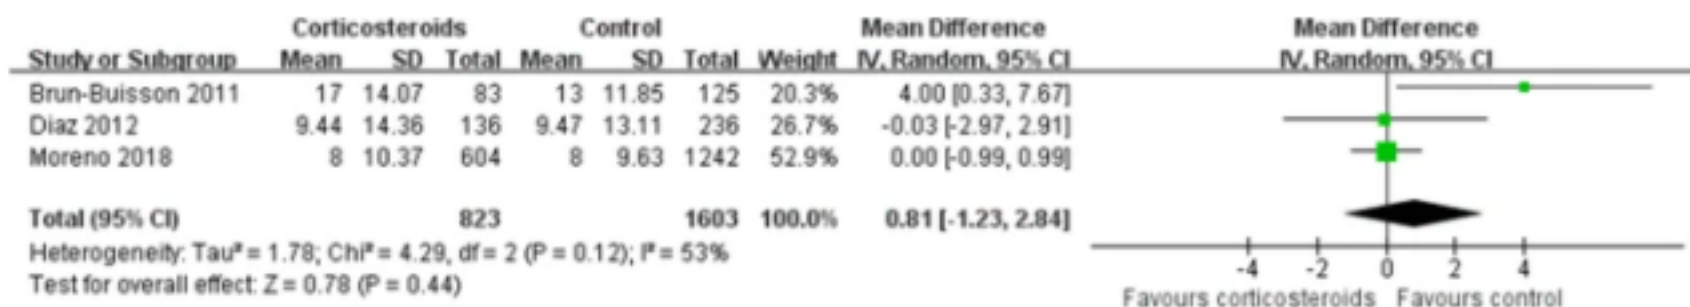 Corticosteroids Control Mean Difference Mean Difference
Study or Subgroup Mean SD Total Mean SD Total Weight IV, Random, 95% CI IV, Random, 95% CI
Brun-Buisson 2011 17 14.07 83 13 11.85 125 20.3% 4.00 [0.33, 7.67]
Diaz 2012 9.44 14.36 136 9.47 13.11 236 26.7% -0.03 [-2.97, 2.91]
Moreno 2018 8 10.37 604 8 9.63 1242 52.9% 0.00 [-0.99, 0.99]
Total (95% CI) 823 1603 100.0% 0.81 [-1.23, 2.84]
Heterogeneity: Tau² = 1.78; Chi² = 4.29, df = 2 (P = 0.12); I² = 53%
Test for overall effect: Z = 0.78 (P = 0.44)
-4 -2 0 2 4
Favours corticosteroids Favours control